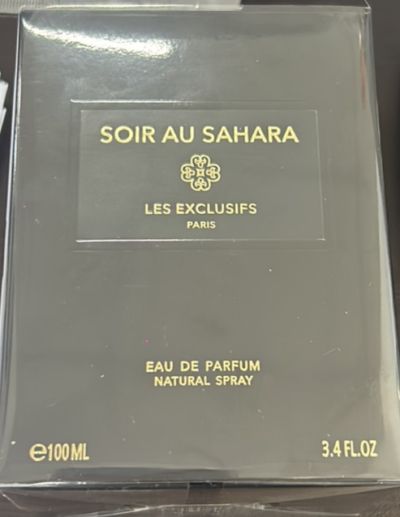 SOIR AU SAHARA
LES EXCLUSIFS
PARIS
EAU DE PARFUM
NATURAL SPRAY
℮100ML
3.4 FL.OZ